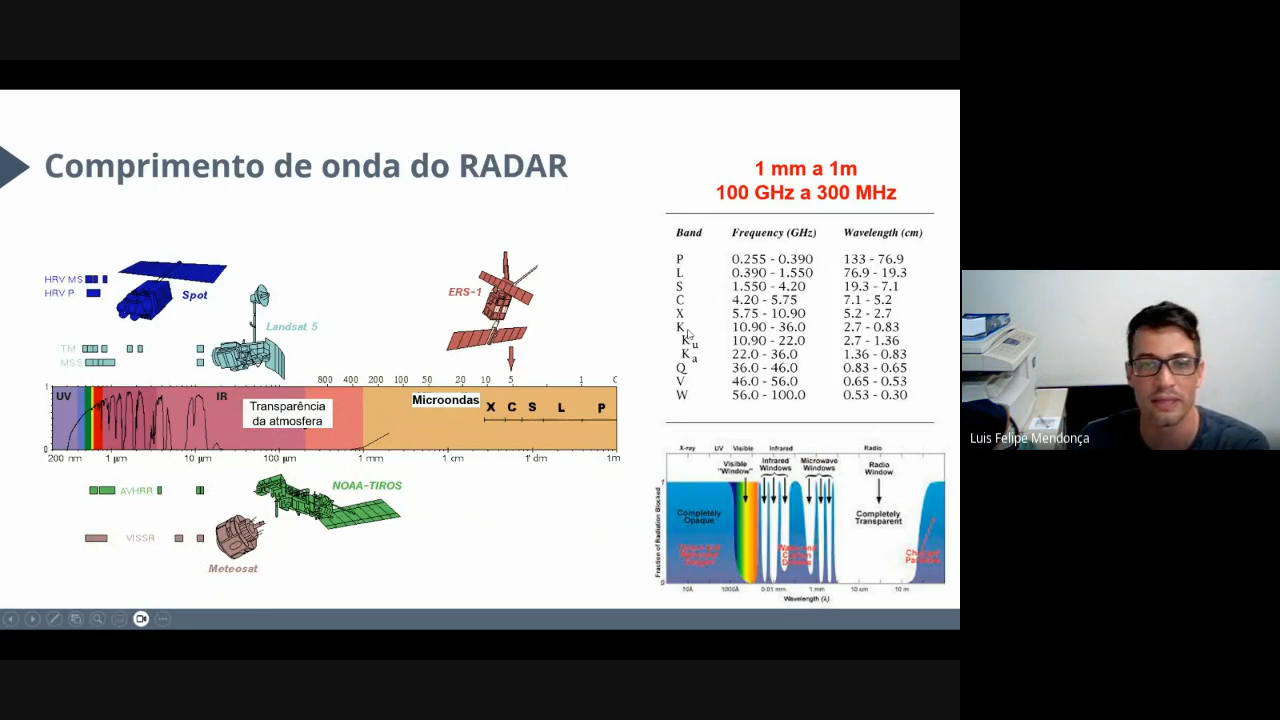 Comprimento de onda do RADAR
1 mm a 1m
100 GHz a 300 MHz
Band Frequency (GHz) Wavelength (cm)
P 0.255 - 0.390 133 - 76.9
L 0.390 - 1.550 76.9 - 19.3
S 1.550 - 4.20 19.3 - 7.1
C 4.20 - 5.75 7.1 - 5.2
X 5.75 - 10.90 5.2 - 2.7
K 10.90 - 36.0 2.7 - 0.83
Ku 10.90 - 22.0 2.7 - 1.36
Ka 22.0 - 36.0 1.36 - 0.83
Q 36.0 - 46.0 0.83 - 0.65
V 46.0 - 56.0 0.65 - 0.53
W 56.0 - 100.0 0.53 - 0.30
HRV MS
HRV P
Spot
ERS-1
Landsat 5
TM
MSS
800 400 200 100 50 20 10 5 1
1
UV
IR
Transparência
da atmosfera
Microondas
X C S L P
0
200 nm 1 µm 10 µm 100 µm 1 mm 1 cm 1 dm 1m
AVHRR
NOAA-TIROS
VISSR
Meteosat
X-ray UV Visible Infrared Radio
Visible
"Window"
Infrared
Windows
Microwave
Windows
Radio
Window
Completely
Opaque
Completely
Transparent
Fraction of Radiation Blocked
1
0
10Å 1000Å 0.01 mm 1 mm 10 cm 10 m
Wavelength (λ)
Luis Felipe Mendonça